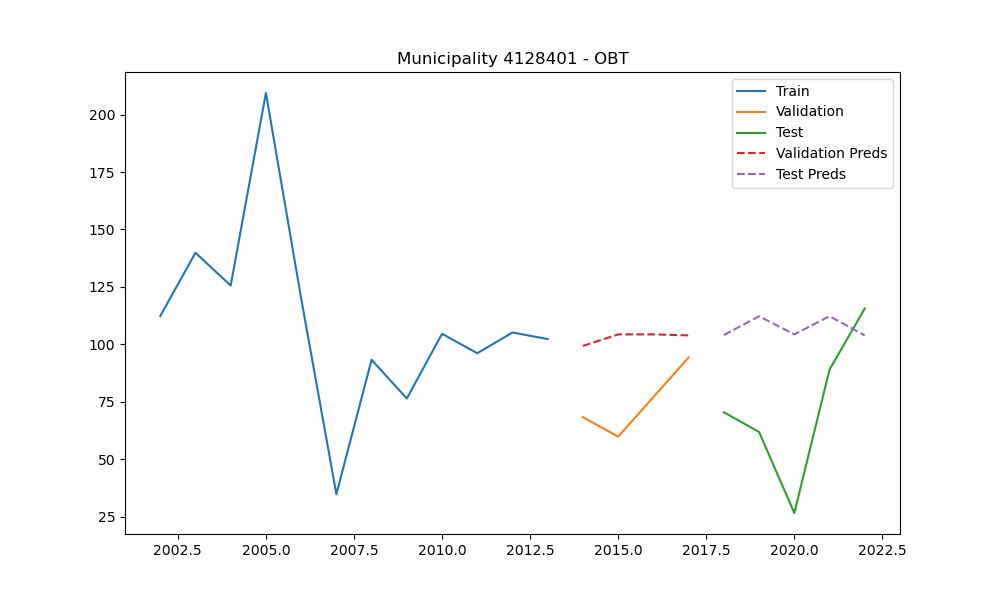 Municipality 4128401 - OBT
Train
Validation
Test
Validation Preds
Test Preds
200
175
150
125
100
75
50
25
2002.5 2005.0 2007.5 2010.0 2012.5 2015.0 2017.5 2020.0 2022.5